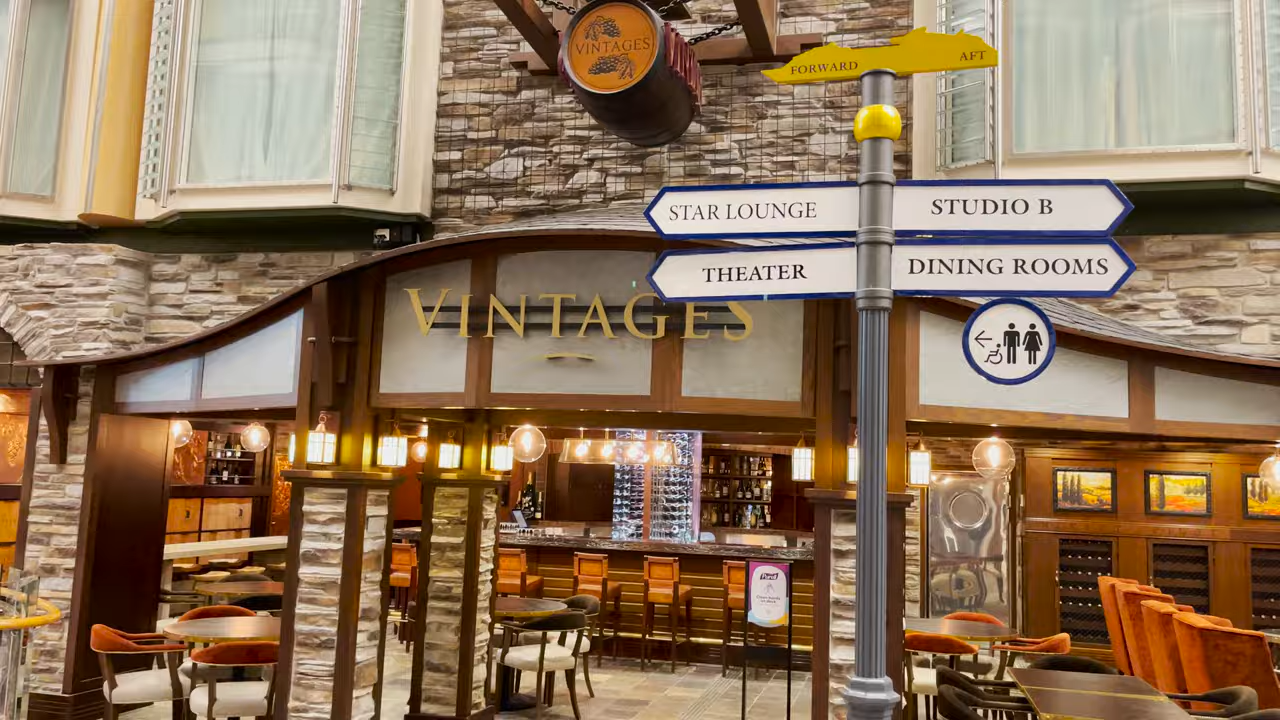 VINTAGES
FORWARD AFT
STAR LOUNGE
STUDIO B
THEATER
DINING ROOMS
VINTAGES